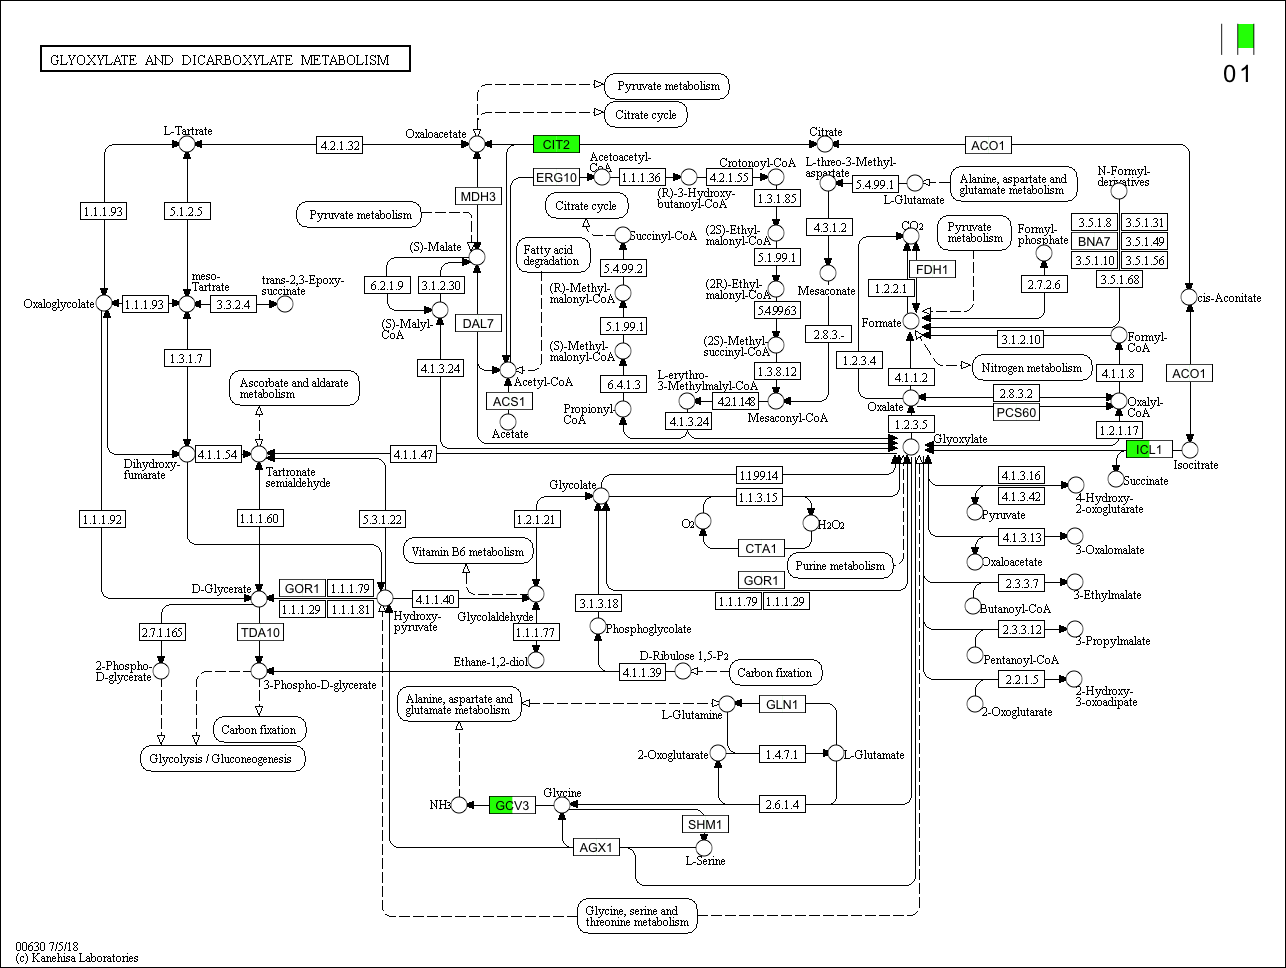 GLYOXYLATE AND DICARBOXYLATE METABOLISM
0 1
Pyruvate metabolism
Citrate cycle
L-Tartrate
4.2.1.32
Oxaloacetate
CIT2
Citrate
ACO1
Acetoacetyl-
CoA
ERG10
1.1.1.36
(R)-3-Hydroxy-
butanoyl-CoA
4.2.1.55
Crotonoyl-CoA
L-threo-3-Methyl-
aspartate
5.4.99.1
L-Glutamate
Alanine, aspartate and
glutamate metabolism
N-Formyl-
derivatives
1.1.1.93
5.1.2.5
Pyruvate metabolism
MDH3
Citrate cycle
1.3.1.85
4.3.1.2
3.5.1.8
3.5.1.31
BNA7
3.5.1.49
3.5.1.10
3.5.1.56
3.5.1.68
(S)-Malate
Fatty acid
degradation
Succinyl-CoA
(2S)-Ethyl-
malonyl-CoA
CO2
Pyruvate
metabolism
Formyl-
phosphate
5.4.99.2
5.1.99.1
FDH1
1.2.2.1
2.7.2.6
6.2.1.9
3.1.2.30
(R)-Methyl-
malonyl-CoA
(2R)-Ethyl-
malonyl-CoA
Mesaconate
cis-Aconitate
Oxaloglycolate
1.1.1.93
meso-
Tartrate
3.3.2.4
trans-2,3-Epoxy-
succinate
(S)-Malyl-
CoA
DAL7
5.1.99.1
5.4.99.63
2.8.3.-
Formate
3.1.2.10
Formyl-
CoA
1.3.1.7
4.1.3.24
(S)-Methyl-
malonyl-CoA
(2S)-Methyl-
succinyl-CoA
1.2.3.4
Nitrogen metabolism
Acetyl-CoA
6.4.1.3
L-erythro-
3-Methylmalyl-CoA
1.3.8.12
4.1.1.2
4.1.1.8
ACO1
Ascorbate and aldarate
metabolism
ACS1
Acetate
Propionyl-
CoA
4.2.1.148
4.1.3.24
Mesaconyl-CoA
Oxalate
2.8.3.2
PCS60
Oxalyl-
CoA
1.2.3.5
1.2.1.17
Dihydroxy-
fumarate
4.1.1.54
Tartronate
semialdehyde
4.1.1.47
Glyoxylate
ICL1
Isocitrate
Succinate
Glycolate
1.1.99.14
1.1.3.15
4.1.3.16
4.1.3.42
4-Hydroxy-
2-oxoglutarate
Pyruvate
1.1.1.92
1.1.1.60
5.3.1.22
1.2.1.21
O2
H2O2
CTA1
4.1.3.13
3-Oxalomalate
Oxaloacetate
Vitamin B6 metabolism
Purine metabolism
D-Glycerate
GOR1
1.1.1.79
1.1.1.29
1.1.1.81
Hydroxy-
pyruvate
4.1.1.40
Glycolaldehyde
GOR1
1.1.1.79
1.1.1.29
2.3.3.7
3-Ethylmalate
Butanoyl-CoA
3.1.3.18
2.7.1.165
TDA10
1.1.1.77
Phosphoglycolate
2.3.3.12
3-Propylmalate
Pentanoyl-CoA
2-Phospho-
D-glycerate
3-Phospho-D-glycerate
Ethane-1,2-diol
4.1.1.39
D-Ribulose 1,5-P2
Carbon fixation
2.2.1.5
2-Hydroxy-
3-oxoadipate
2-Oxoglutarate
Alanine, aspartate and
glutamate metabolism
L-Glutamine
GLN1
Carbon fixation
Glycolysis / Gluconeogenesis
2-Oxoglutarate
1.4.7.1
L-Glutamate
NH3
GCV3
Glycine
2.6.1.4
SHM1
AGX1
L-Serine
Glycine, serine and
threonine metabolism
00630 7/5/18
(c) Kanehisa Laboratories